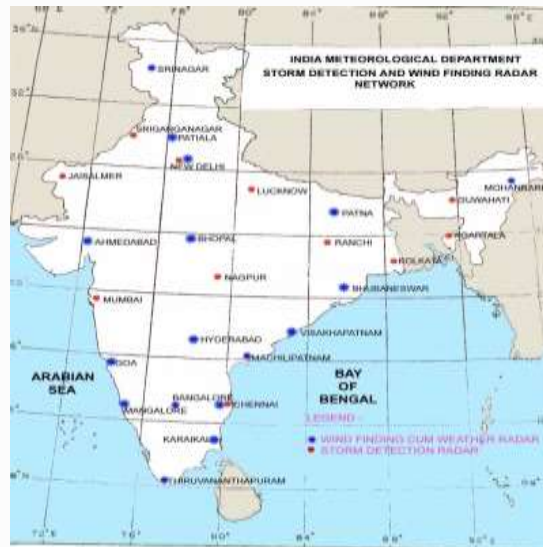 INDIA METEOROLOGICAL DEPARTMENT
STORM DETECTION AND WIND FINDING RADAR
NETWORK
SRINAGAR
SRIGANGANAGAR
PATIALA
NEW DELHI
JAISALMER
LUCKNOW
MOHANBARI
GUWAHATI
PATNA
AGARTALA
AHMEDABAD
BHOPAL
RANCHI
KOLKATA
NAGPUR
MUMBAI
HYDERABAD
VISAKHAPATNAM
MACHILIPATNAM
GOA
ARABIAN
SEA
BAY
OF
BENGAL
BANGALORE
CHENNAI
MANGALORE
LEGEND
KARAIKAL
WIND FINDING CUM WEATHER RADAR
STORM DETECTION RADAR
THIRUVANANTHAPURAM